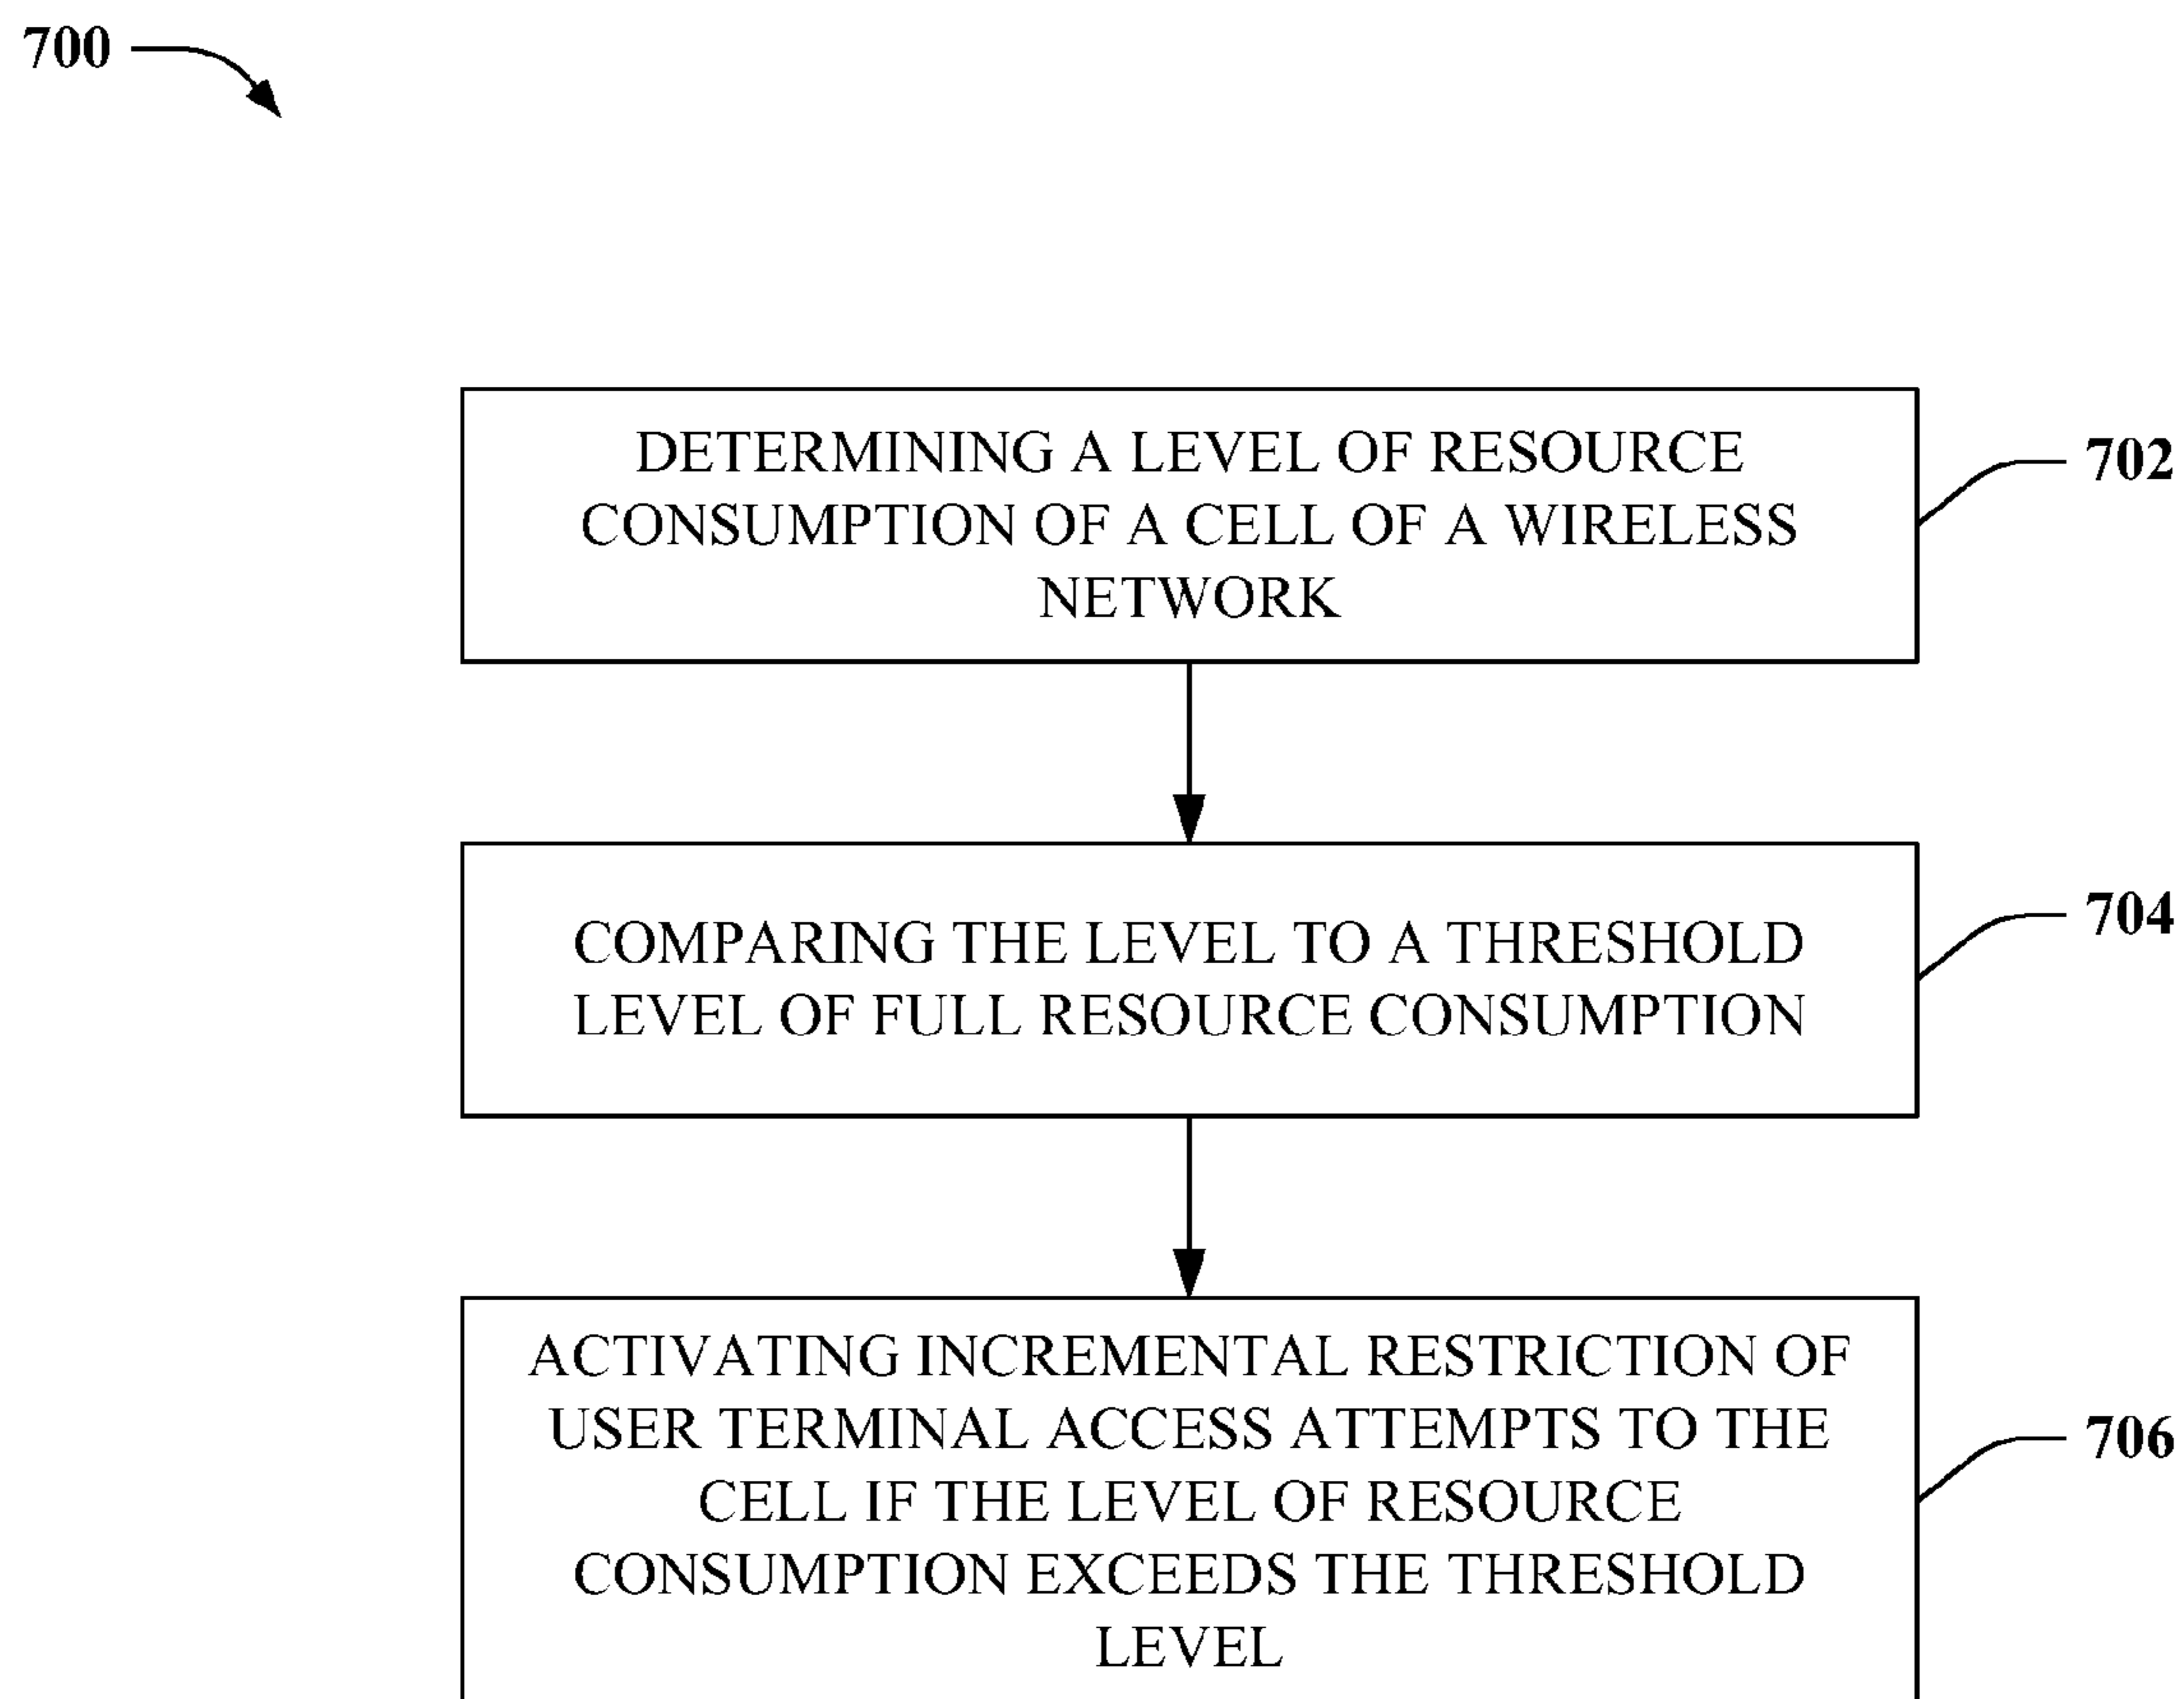 700
DETERMINING A LEVEL OF RESOURCE
CONSUMPTION OF A CELL OF A WIRELESS
NETWORK
702
COMPARING THE LEVEL TO A THRESHOLD
LEVEL OF FULL RESOURCE CONSUMPTION
704
ACTIVATING INCREMENTAL RESTRICTION OF
USER TERMINAL ACCESS ATTEMPTS TO THE
CELL IF THE LEVEL OF RESOURCE
CONSUMPTION EXCEEDS THE THRESHOLD
LEVEL
706